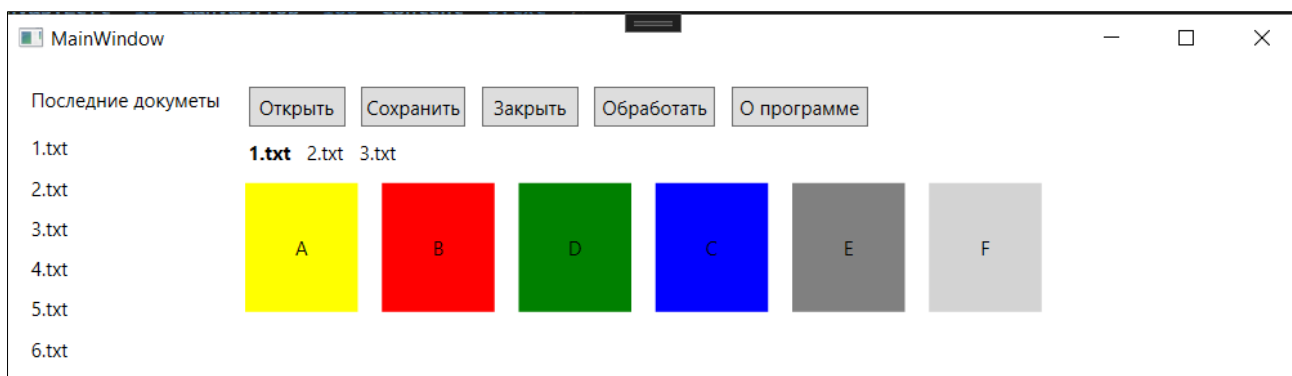 MainWindow
Последние докуметы
Открыть Сохранить Закрыть Обработать О программе
1.txt
1.txt 2.txt 3.txt
2.txt
A B D C E F
3.txt
4.txt
5.txt
6.txt